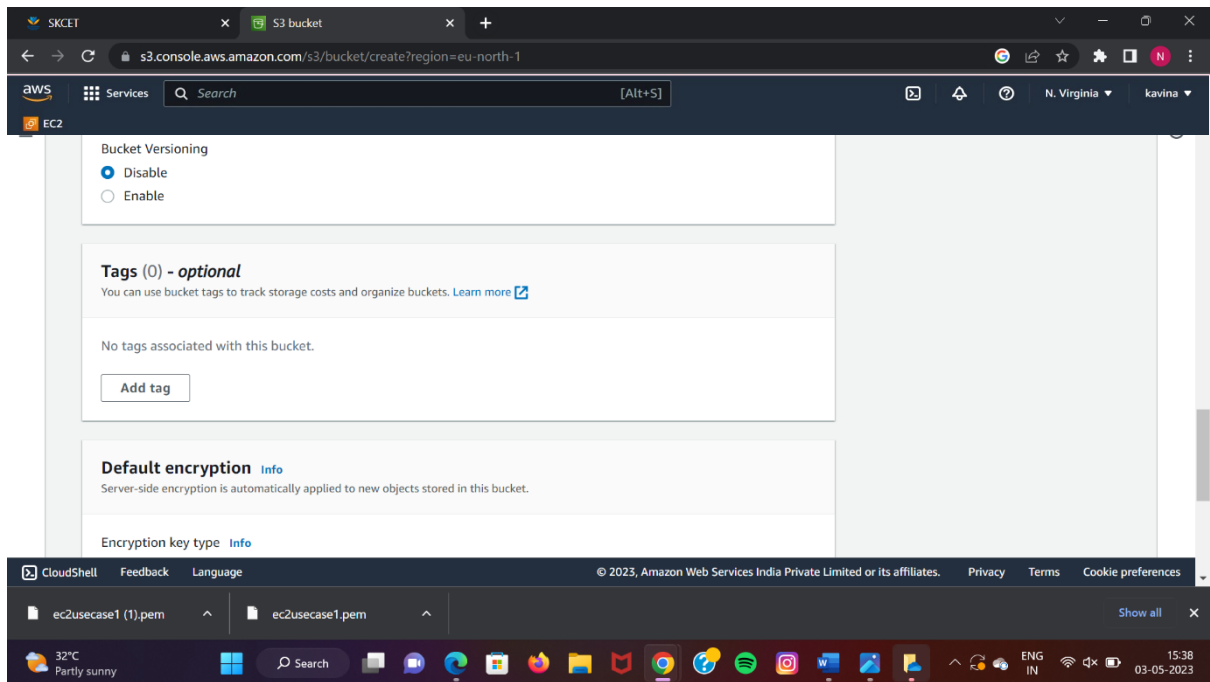 SKCET
S3 bucket
s3.console.aws.amazon.com/s3/bucket/create?region=eu-north-1
N
aws
Services
Search
[Alt+S]
N. Virginia
kavina
EC2
Bucket Versioning
Disable
Enable
Tags (0) - optional
You can use bucket tags to track storage costs and organize buckets. Learn more
No tags associated with this bucket.
Add tag
Default encryption Info
Server-side encryption is automatically applied to new objects stored in this bucket.
Encryption key type Info
CloudShell Feedback Language © 2023, Amazon Web Services India Private Limited or its affiliates. Privacy Terms Cookie preferences
ec2usecase1 (1).pem
ec2usecase1.pem
Show all
32°C
Partly sunny
Search
ENG
IN
15:38
03-05-2023